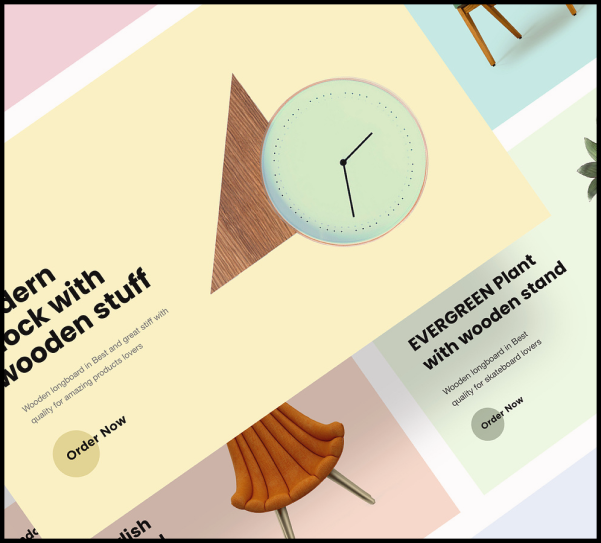 dern
ock with
wooden stuff
Wooden longboard in Best and great stiff with
quality for amazing products lovers
Order Now
EVERGREEN Plant
with wooden stand
Wooden longboard in Best
quality for skateboard lovers
Order Now
lish